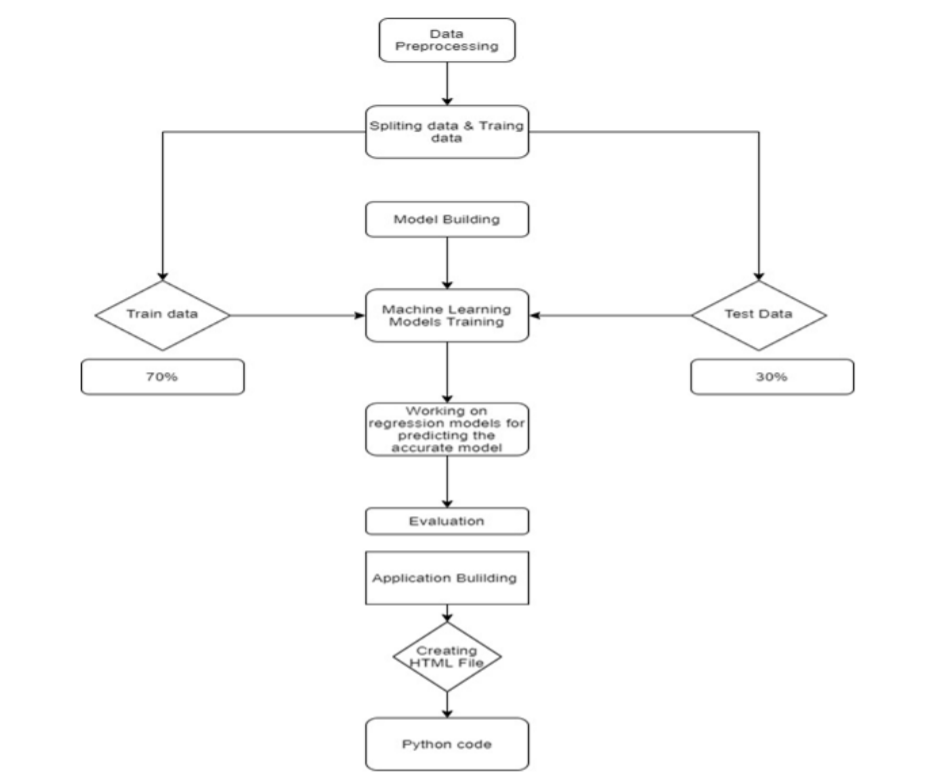 Data
Preprocessing
Spliting data & Traing
data
Model Building
Train data
Machine Learning
Models Training
Test Data
70%
30%
Working on
regression models for
predicting the
accurate model
Evaluation
Application Bulilding
Creating
HTML File
Python code